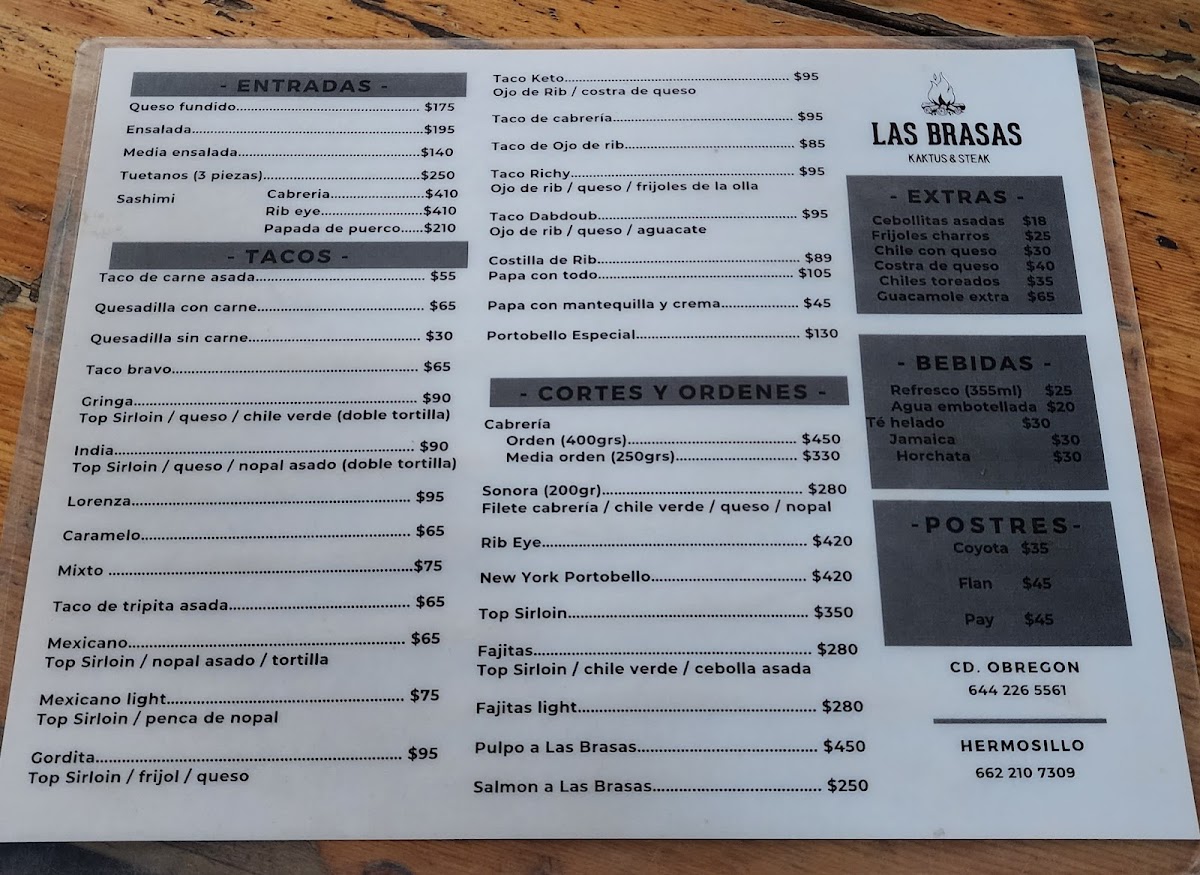 - ENTRADAS -
Queso fundido........ $175
Ensalada........$195
Media ensalada........$140
Tuetanos (3 piezas)........$250
Sashimi Cabreria........$410
Rib eye........$410
Papada de puerco......$210
- TACOS -
Taco de carne asada........ $55
Quesadilla con carne........ $65
Quesadilla sin carne........ $30
Taco bravo........ $65
Gringa........ $90
Top Sirloin / queso / chile verde (doble tortilla)
India........ $90
Top Sirloin / queso / nopal asado (doble tortilla)
Lorenza........ $95
Caramelo........ $65
Mixto ........$75
Taco de tripita asada........ $65
Mexicano........ $65
Top Sirloin / nopal asado / tortilla
Mexicano light........ $75
Top Sirloin / penca de nopal
Gordita........ $95
Top Sirloin / frijol / queso
Taco Keto........ $95
Ojo de Rib / costra de queso
Taco de cabrería........ $95
Taco de Ojo de rib........ $85
Taco Richy........ $95
Ojo de rib / queso / frijoles de la olla
Taco Dabdoub........ $95
Ojo de rib / queso / aguacate
Costilla de Rib........ $89
Papa con todo........ $105
Papa con mantequilla y crema........ $45
Portobello Especial........ $130
- CORTES Y ORDENES -
Cabrería
Orden (400grs)........ $450
Media orden (250grs)........ $330
Sonora (200gr)........ $280
Filete cabrería / chile verde / queso / nopal
Rib Eye........ $420
New York Portobello........ $420
Top Sirloin........ $350
Fajitas........ $280
Top Sirloin / chile verde / cebolla asada
Fajitas light........ $280
Pulpo a Las Brasas........ $450
Salmon a Las Brasas........ $250
LAS BRASAS
KAKTUS & STEAK
- EXTRAS -
Cebollitas asadas $18
Frijoles charros $25
Chile con queso $30
Costra de queso $40
Chiles toreados $35
Guacamole extra $65
- BEBIDAS -
Refresco (355ml) $25
Agua embotellada $20
Té helado $30
Jamaica $30
Horchata $30
-POSTRES-
Coyota $35
Flan $45
Pay $45
CD. OBREGON
644 226 5561
HERMOSILLO
662 210 7309